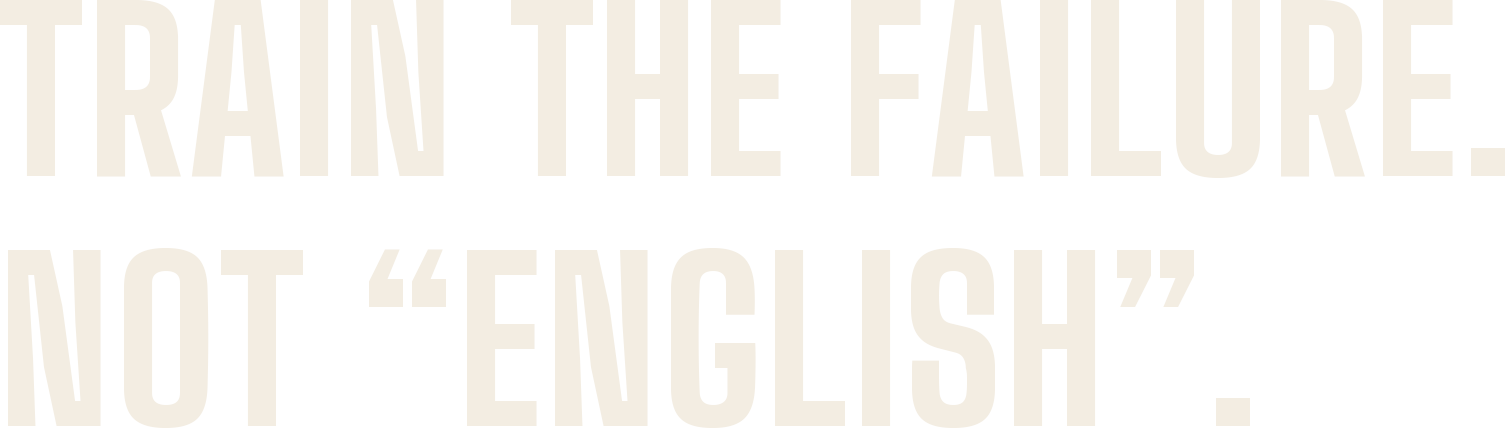 TRAIN THE FAILURE.
NOT “ENGLISH”.